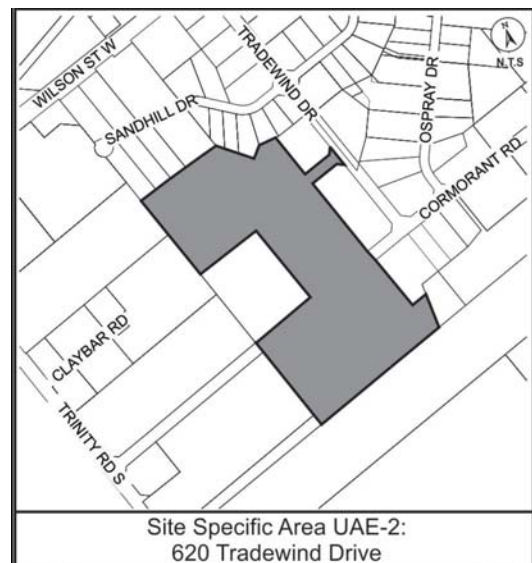 N
N.T.S
WILSON ST W
SANDHILL DR
TRADEWIND DR
OSPRAY DR
CORMORANT RD
CLAYBAR RD
TRINITY RD S
Site Specific Area UAE-2:
620 Tradewind Drive